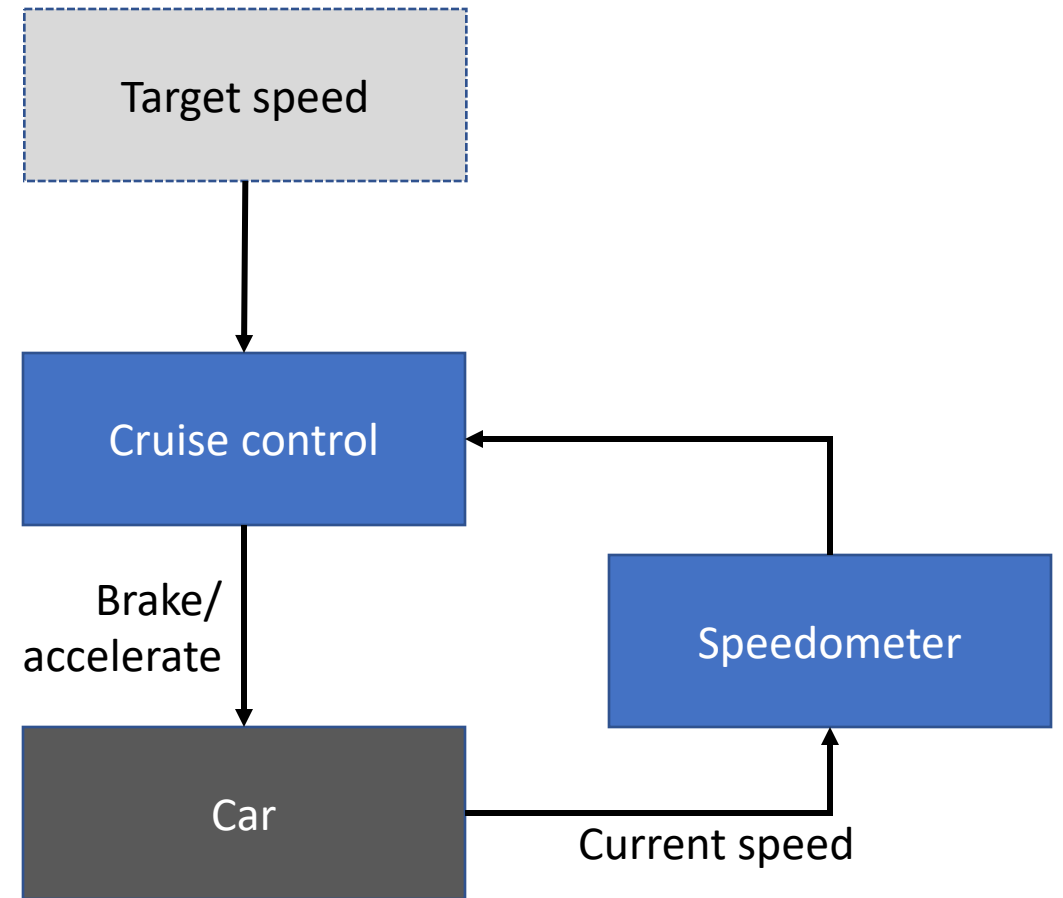 Target speed
Cruise control
Brake/
accelerate
Speedometer
Car
Current speed